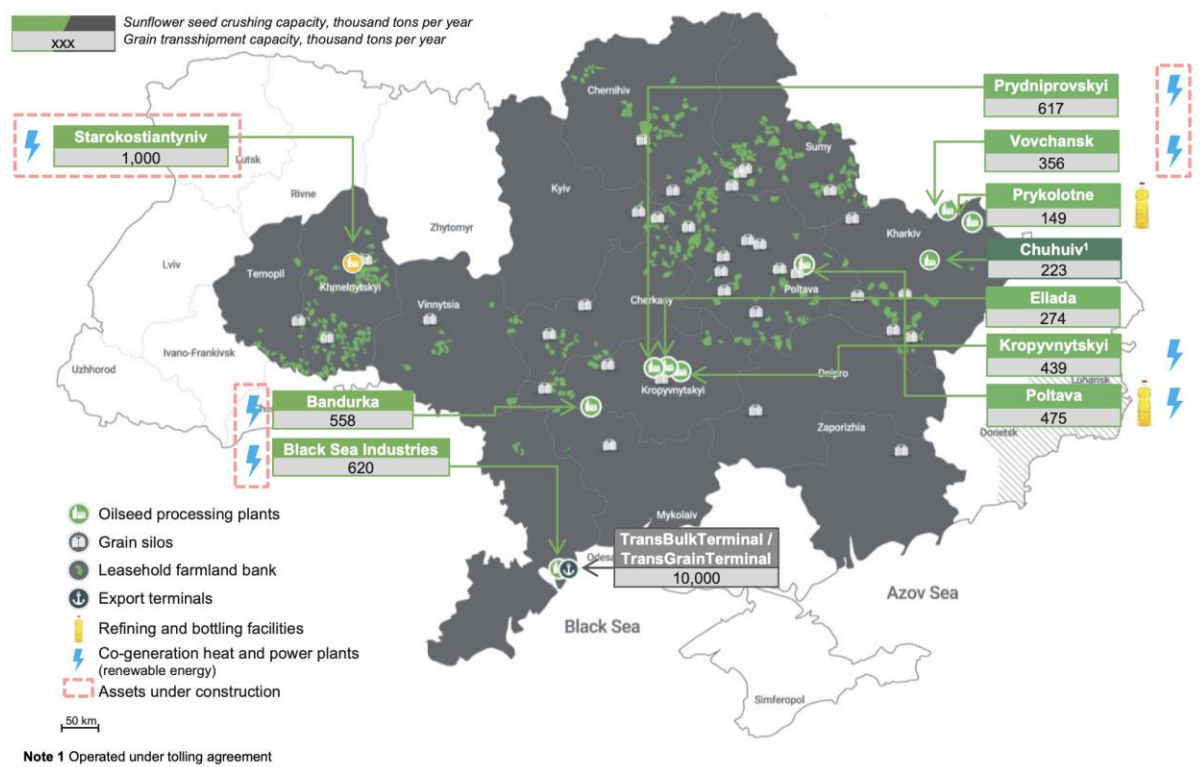 Sunflower seed crushing capacity, thousand tons per year
xxx
Grain transshipment capacity, thousand tons per year
Chernihiv
Prydniprovskyi
617
Starokostiantyniv
1,000
Lutsk
Rivne
Kyiv
Sumy
Vovchansk
356
Zhytomyr
Prykolotne
149
Lviv
Ternopil
Khmelnytskyi
Kharkiv
Chuhuiv¹
223
Vinnytsia
Cherkasy
Poltava
Ellada
274
Ivano-Frankivsk
Uzhhorod
Kropyvnytskyi
439
Dnipro
Luhansk
Kropyvnytskyi
Poltava
475
Bandurka
558
Zaporizhia
Donetsk
Black Sea Industries
620
Oilseed processing plants
Grain silos
Leasehold farmland bank
Export terminals
Refining and bottling facilities
Co-generation heat and power plants
(renewable energy)
Assets under construction
Mykolaiv
Odesa
TransBulkTerminal /
TransGrainTerminal
10,000
Azov Sea
Black Sea
Simferopol
50 km
Note 1 Operated under tolling agreement